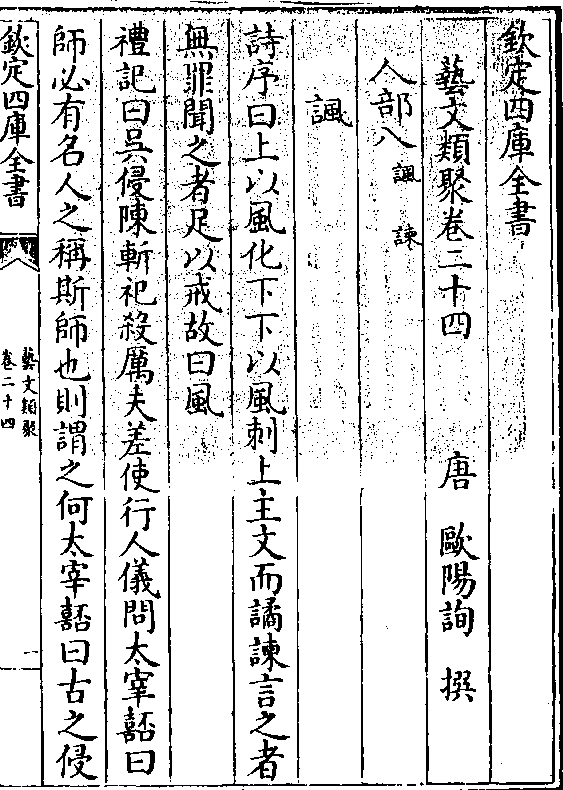 欽定四庫全書
藝文類聚卷二十四　　唐　歐陽詢　撰
人部八 諷 諫
諷
詩序曰上以風化下下以風刺上主文而譎諫言之者
無罪聞之者足以戒故曰風
禮記曰吳侵陳斬祀殺厲夫差使行人儀問太宰嚭曰
師必有名人之稱斯師也則謂之何太宰嚭曰古之侵
欽定四庫全書
藝文類聚
卷二十四
一